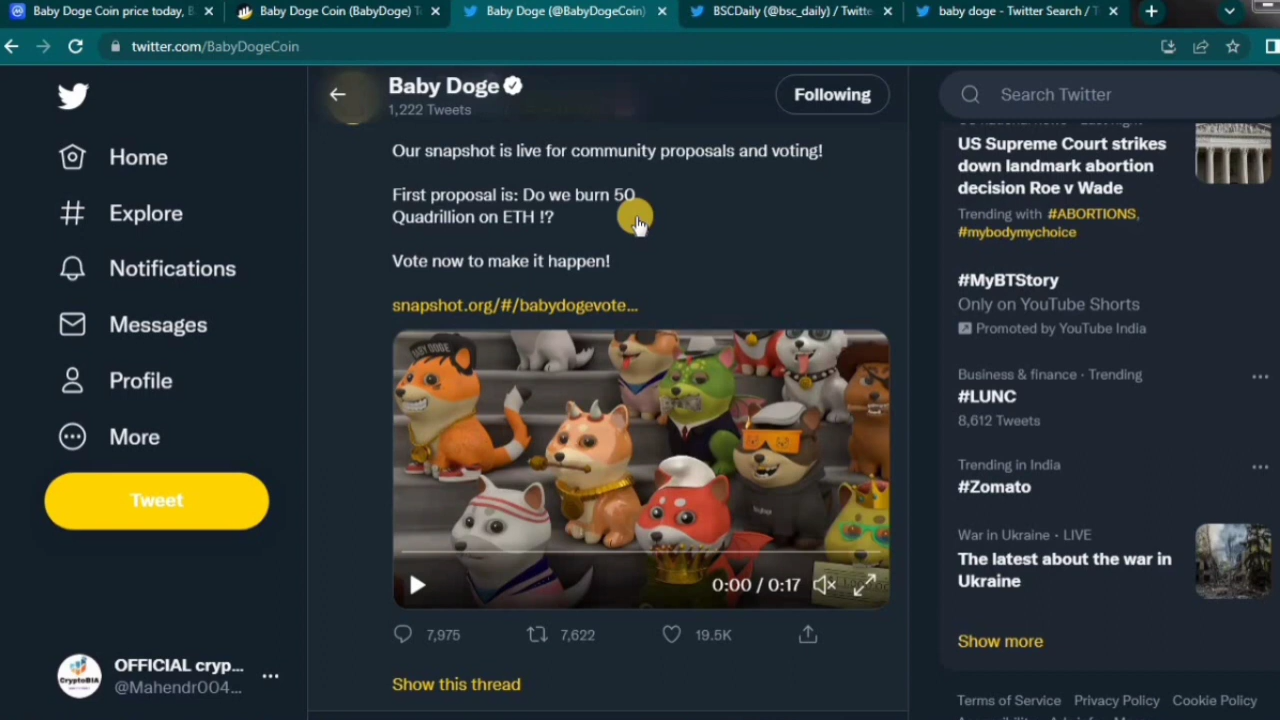 Baby Doge Coin price today, B
Baby Doge Coin (BabyDoge) T
Baby Doge (@BabyDogeCoin)
BSCDaily (@bsc_daily) / Twitte
baby doge - Twitter Search / T
twitter.com/BabyDogeCoin
Home
Explore
Notifications
Messages
Profile
More
Tweet
OFFICIAL cryp...
@Mahendr004...
CryptoBIA
Baby Doge
1,222 Tweets
Following
Our snapshot is live for community proposals and voting!
First proposal is: Do we burn 50
Quadrillion on ETH !?
Vote now to make it happen!
snapshot.org/#/babydogevote...
BABY DOGE
0:00 / 0:17
7,975
7,622
19.5K
Show this thread
Search Twitter
US Supreme Court strikes
down landmark abortion
decision Roe v Wade
Trending with #ABORTIONS,
#mybodymychoice
#MyBTStory
Only on YouTube Shorts
Promoted by YouTube India
Business & finance · Trending
#LUNC
8,612 Tweets
Trending in India
#Zomato
War in Ukraine · LIVE
The latest about the war in
Ukraine
Show more
Terms of Service Privacy Policy Cookie Policy